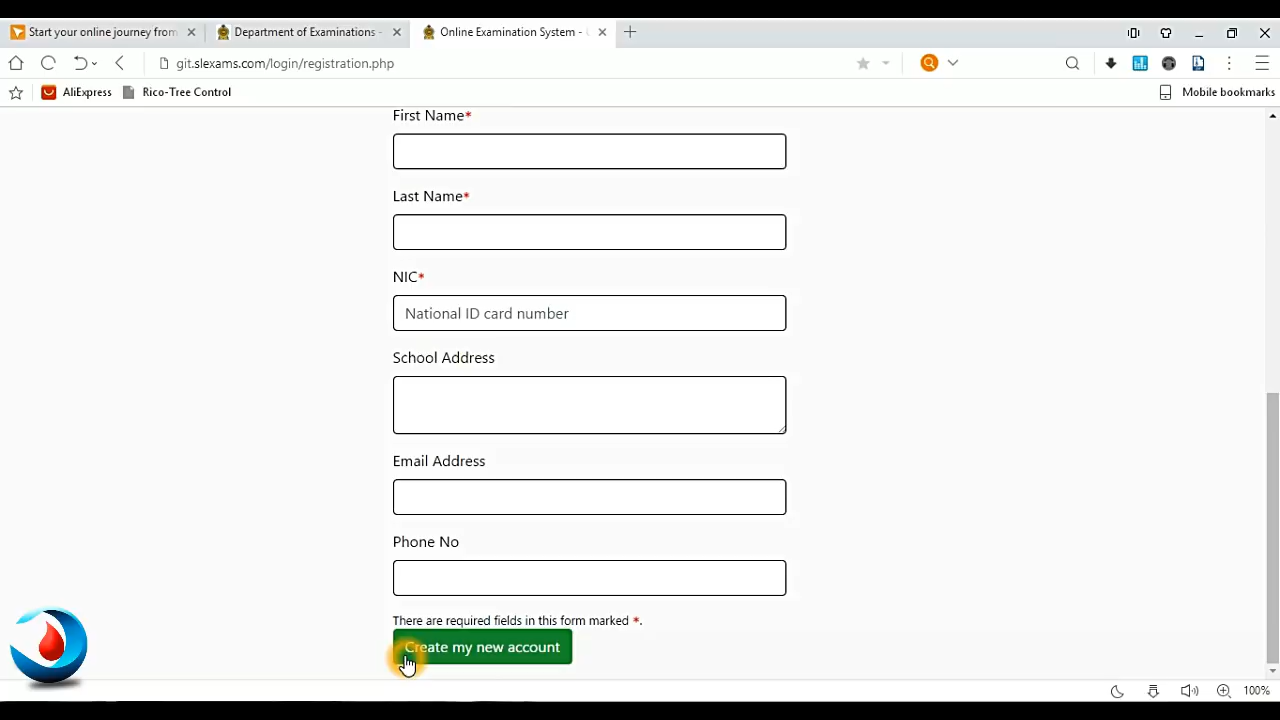 Start your online journey from
Department of Examinations -
Online Examination System -
git.slexams.com/login/registration.php
AliExpress
Rico-Tree Control
Mobile bookmarks
First Name*
Last Name*
NIC*
National ID card number
School Address
Email Address
Phone No
There are required fields in this form marked *.
Create my new account
100%